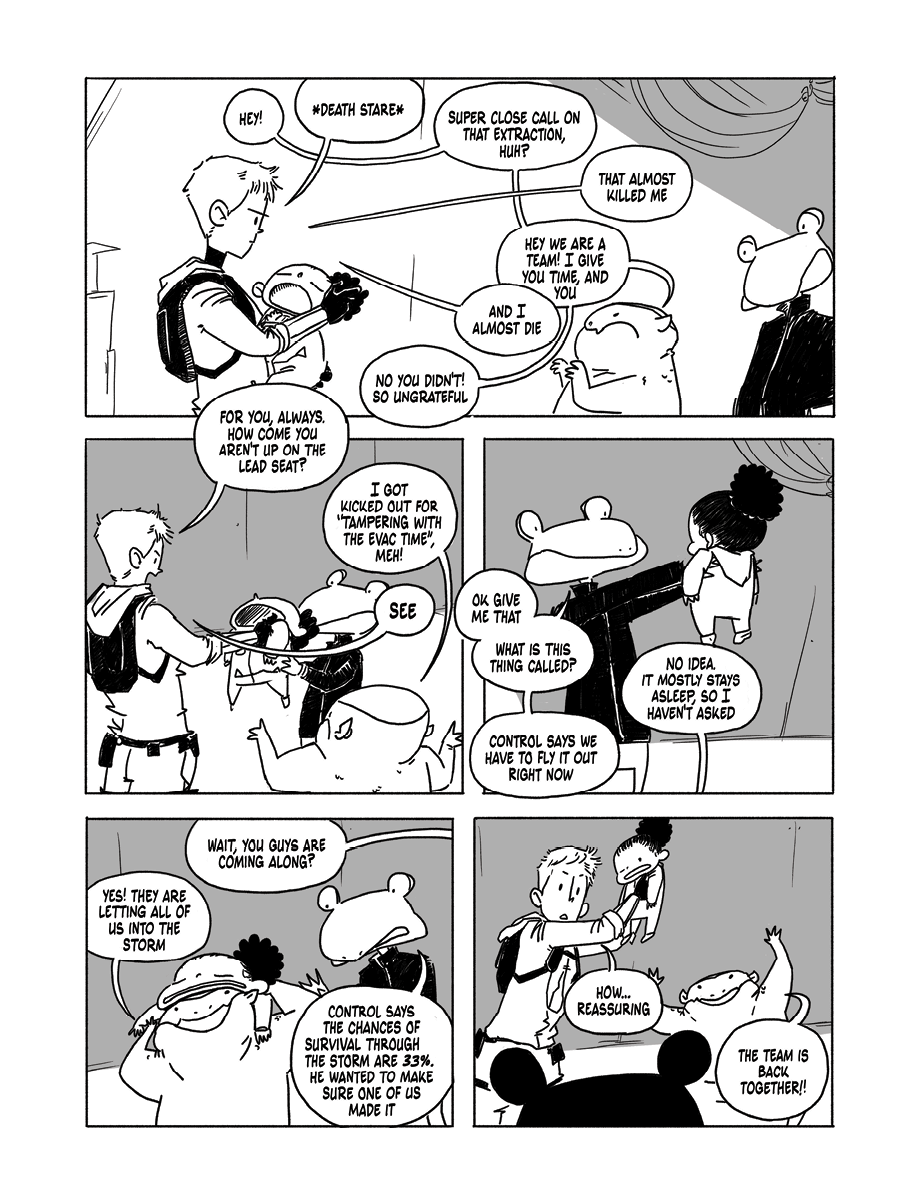 HEY!
*DEATH STARE*
SUPER CLOSE CALL ON
THAT EXTRACTION,
HUH?
THAT ALMOST
KILLED ME
HEY WE ARE A
TEAM! I GIVE
YOU TIME, AND
YOU
AND I
ALMOST DIE
NO YOU DIDN'T!
SO UNGRATEFUL
FOR YOU, ALWAYS.
HOW COME YOU
AREN'T UP ON THE
LEAD SEAT?
I GOT
KICKED OUT FOR
"TAMPERING WITH
THE EVAC TIME",
MEH!
SEE
OK GIVE
ME THAT
WHAT IS THIS
THING CALLED?
NO IDEA.
IT MOSTLY STAYS
ASLEEP, SO I
HAVEN'T ASKED
CONTROL SAYS WE
HAVE TO FLY IT OUT
RIGHT NOW
WAIT, YOU GUYS ARE
COMING ALONG?
YES! THEY ARE
LETTING ALL OF
US INTO THE
STORM
CONTROL SAYS
THE CHANCES OF
SURVIVAL THROUGH
THE STORM ARE 33%.
HE WANTED TO MAKE
SURE ONE OF US
MADE IT
HOW...
REASSURING
THE TEAM IS
BACK
TOGETHER!!